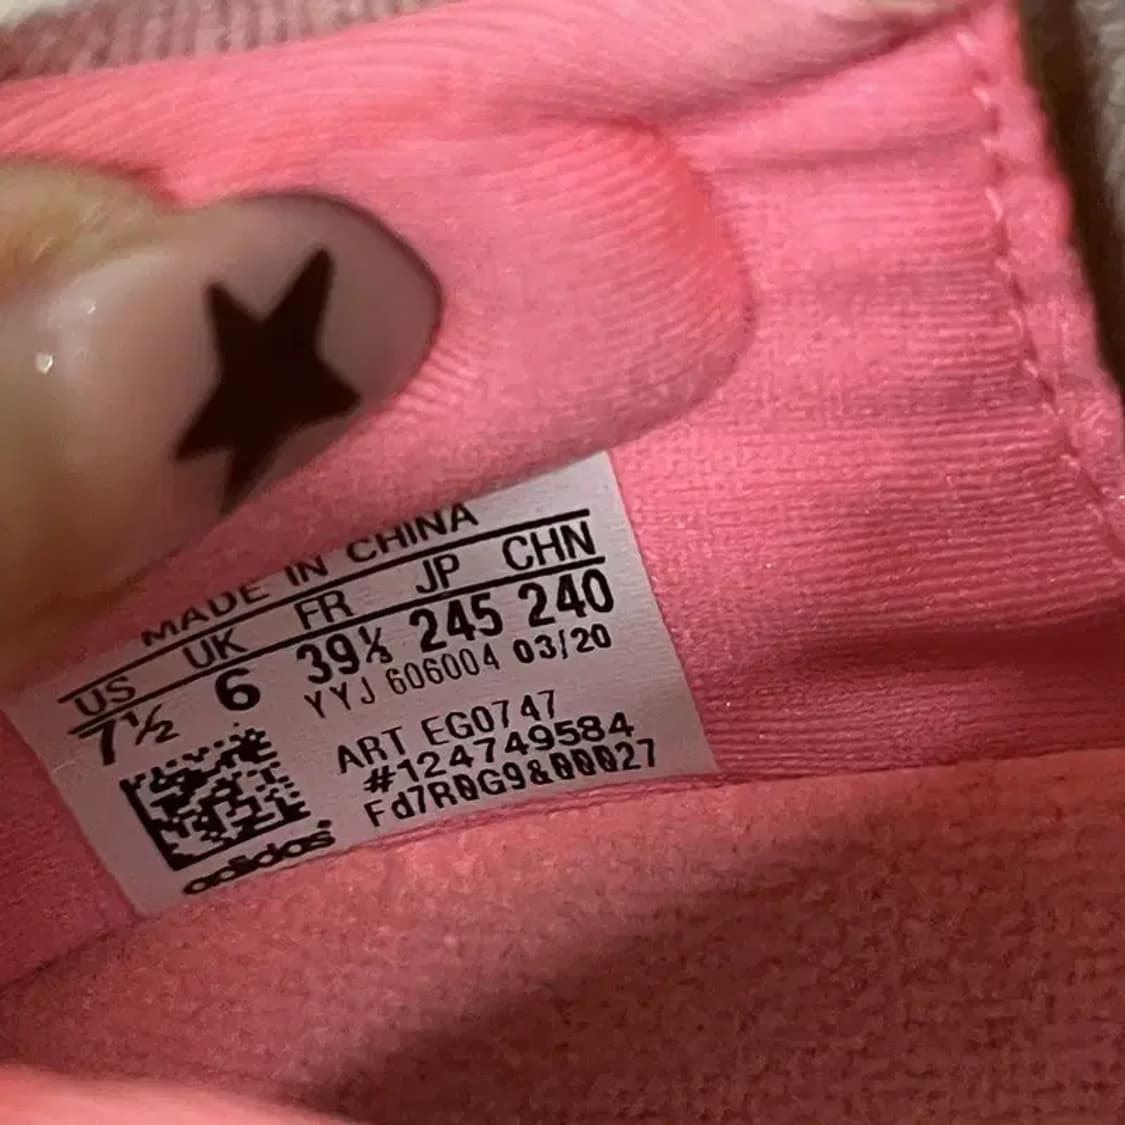 MADE IN CHINA
US UK FR JP CHN
7½ 6 39⅓ 245 240
YYJ 606004 03/20
ART EG0747
#124749584
Fd7R0G9&00027
adidas